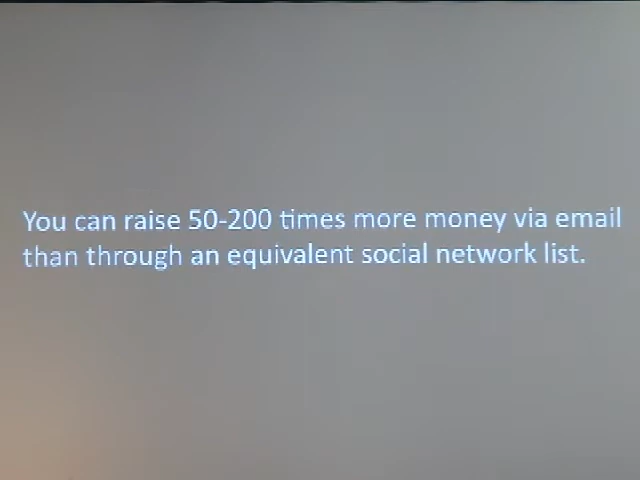 You can raise 50-200 times more money via email
than through an equivalent social network list.